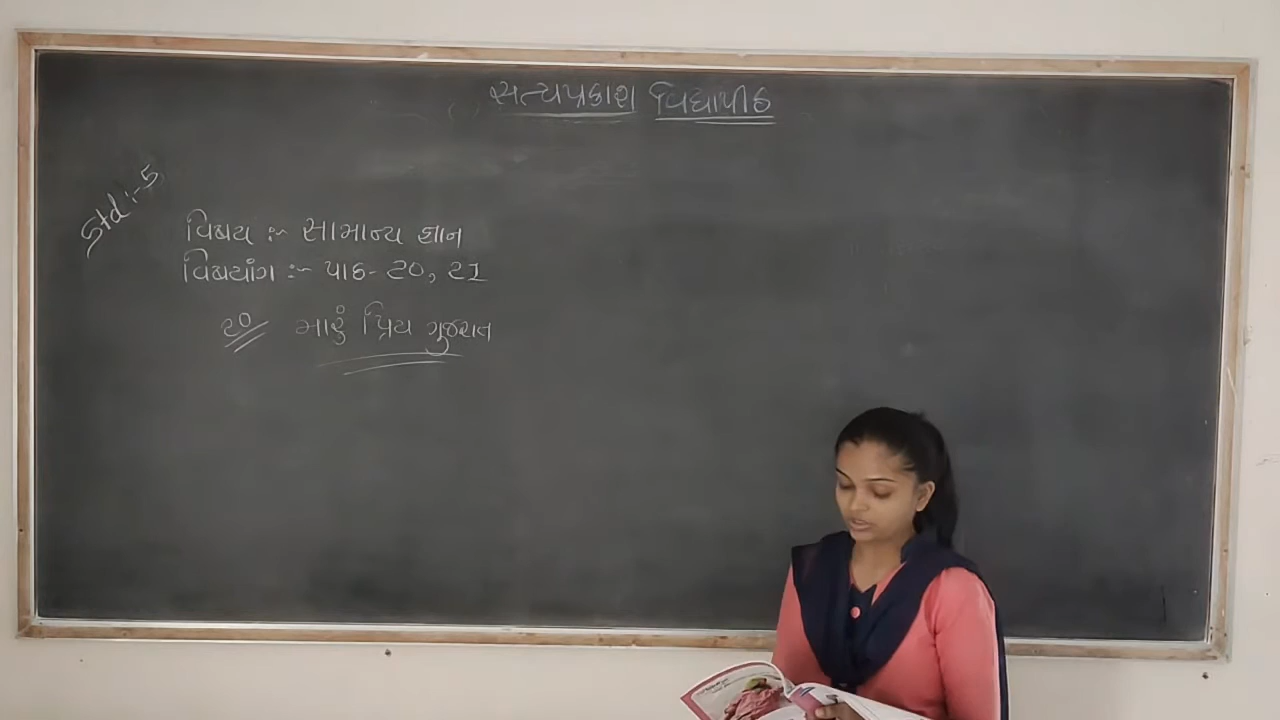 સત્યપ્રકાશ વિદ્યાપીઠ
Std :- 5
વિષય :- સામાન્ય જ્ઞાન
વિષયાંગ :- પાઠ- ૨૦, ૨૧
૨૦ મારું પ્રિય ગુજરાત